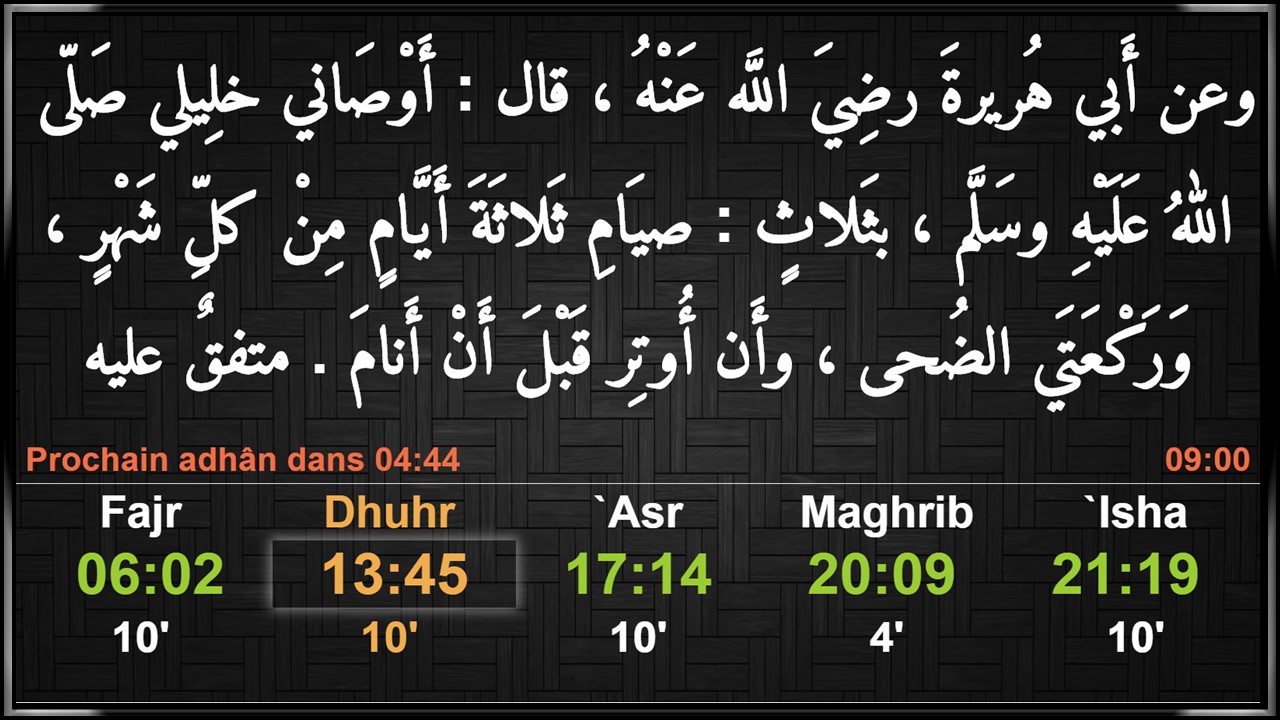 وعن أَبي هُريرةَ رضِيَ اللَّه عَنْهُ ، قال : أَوْصَاني خلِيلي صَلّى
اللهُ عَلَيْهِ وسَلَّم ، بثَلاثٍ : صيَامِ ثَلاثَةَ أَيَّامٍ مِنْ كلِّ شَهْرٍ ،
وَرَكْعَتَي الضُحى ، وأَن أُوتِر قَبْلَ أَنْ أَنامَ . متفقٌ عليه
Prochain adhân dans 04:44 09:00
Fajr Dhuhr `Asr Maghrib `Isha
06:02 13:45 17:14 20:09 21:19
10' 10' 10' 4' 10'